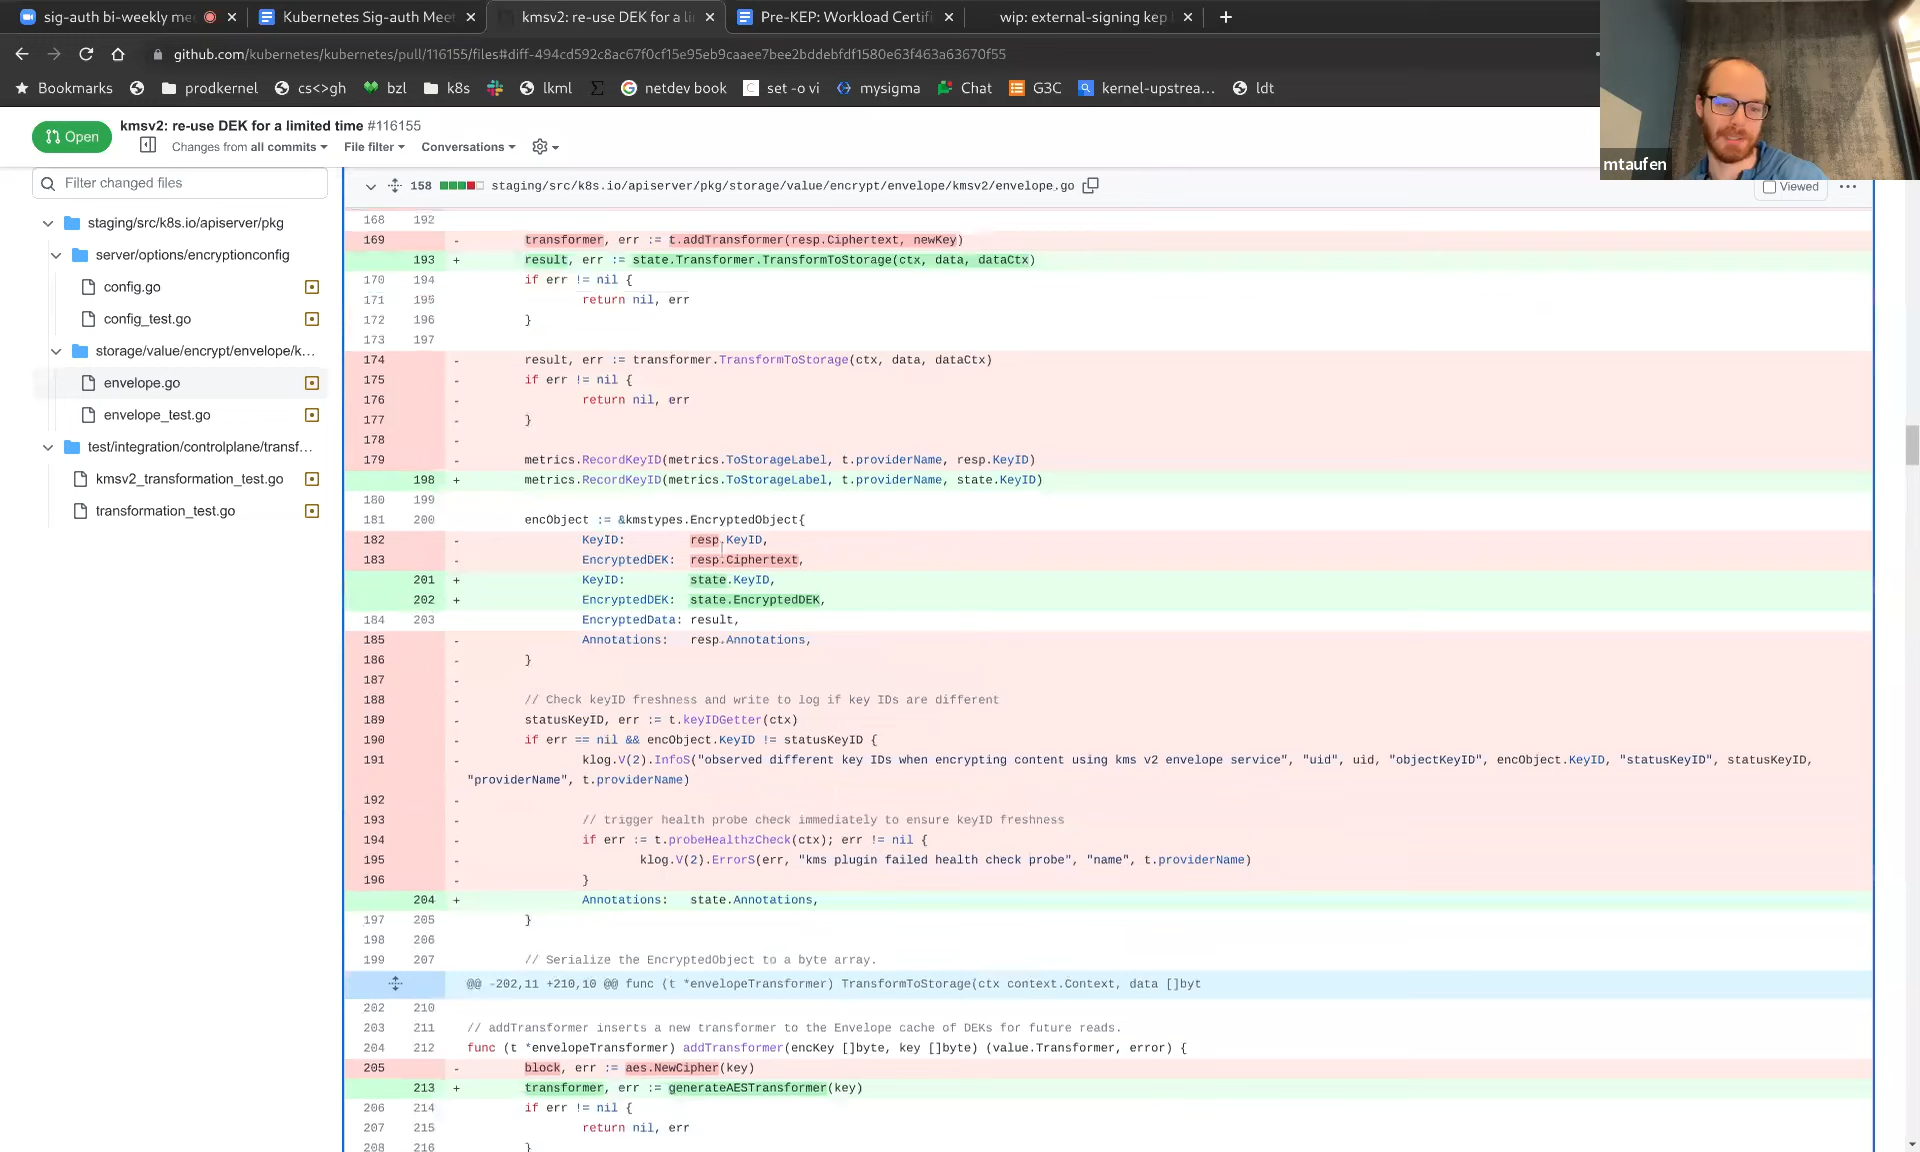 sig-auth bi-weekly me
Kubernetes Sig-auth Meet
kmsv2: re-use DEK for a li
Pre-KEP: Workload Certifi
wip: external-signing kep
github.com/kubernetes/kubernetes/pull/116155/files#diff-494cd592c8ac67f0cf15e95eb9caaee7bee2bddebfdf1580e63f463a63670f55
Bookmarks
prodkernel
cs<>gh
bzl
k8s
lkml
netdev book
set -o vi
mysigma
Chat
G3C
kernel-upstrea...
ldt
mtaufen
Open
kmsv2: re-use DEK for a limited time #116155
Changes from all commits
File filter
Conversations
Filter changed files
staging/src/k8s.io/apiserver/pkg
server/options/encryptionconfig
config.go
config_test.go
storage/value/encrypt/envelope/k...
envelope.go
envelope_test.go
test/integration/controlplane/transf...
kmsv2_transformation_test.go
transformation_test.go
158 staging/src/k8s.io/apiserver/pkg/storage/value/encrypt/envelope/kmsv2/envelope.go
Viewed
168 192
169 - transformer, err := t.addTransformer(resp.Ciphertext, newKey)
193 + result, err := state.Transformer.TransformToStorage(ctx, data, dataCtx)
170 194 if err != nil {
171 195 return nil, err
172 196 }
173 197
174 - result, err := transformer.TransformToStorage(ctx, data, dataCtx)
175 - if err != nil {
176 - return nil, err
177 - }
178 -
179 - metrics.RecordKeyID(metrics.ToStorageLabel, t.providerName, resp.KeyID)
198 + metrics.RecordKeyID(metrics.ToStorageLabel, t.providerName, state.KeyID)
180 199
181 200 encObject := &kmstypes.EncryptedObject{
182 - KeyID: resp.KeyID,
183 - EncryptedDEK: resp.Ciphertext,
201 + KeyID: state.KeyID,
202 + EncryptedDEK: state.EncryptedDEK,
184 203 EncryptedData: result,
185 - Annotations: resp.Annotations,
186 - }
187 -
188 - // Check keyID freshness and write to log if key IDs are different
189 - statusKeyID, err := t.keyIDGetter(ctx)
190 - if err == nil && encObject.KeyID != statusKeyID {
191 - klog.V(2).InfoS("observed different key IDs when encrypting content using kms v2 envelope service", "uid", uid, "objectKeyID", encObject.KeyID, "statusKeyID", statusKeyID,
"providerName", t.providerName)
192 -
193 - // trigger health probe check immediately to ensure keyID freshness
194 - if err := t.probeHealthzCheck(ctx); err != nil {
195 - klog.V(2).ErrorS(err, "kms plugin failed health check probe", "name", t.providerName)
196 - }
204 + Annotations: state.Annotations,
197 205 }
198 206
199 207 // Serialize the EncryptedObject to a byte array.
@@ -202,11 +210,10 @@ func (t *envelopeTransformer) TransformToStorage(ctx context.Context, data []byt
202 210
203 211 // addTransformer inserts a new transformer to the Envelope cache of DEKs for future reads.
204 212 func (t *envelopeTransformer) addTransformer(encKey []byte, key []byte) (value.Transformer, error) {
205 - block, err := aes.NewCipher(key)
213 + transformer, err := generateAESTransformer(key)
206 214 if err != nil {
207 215 return nil, err
208 216 }